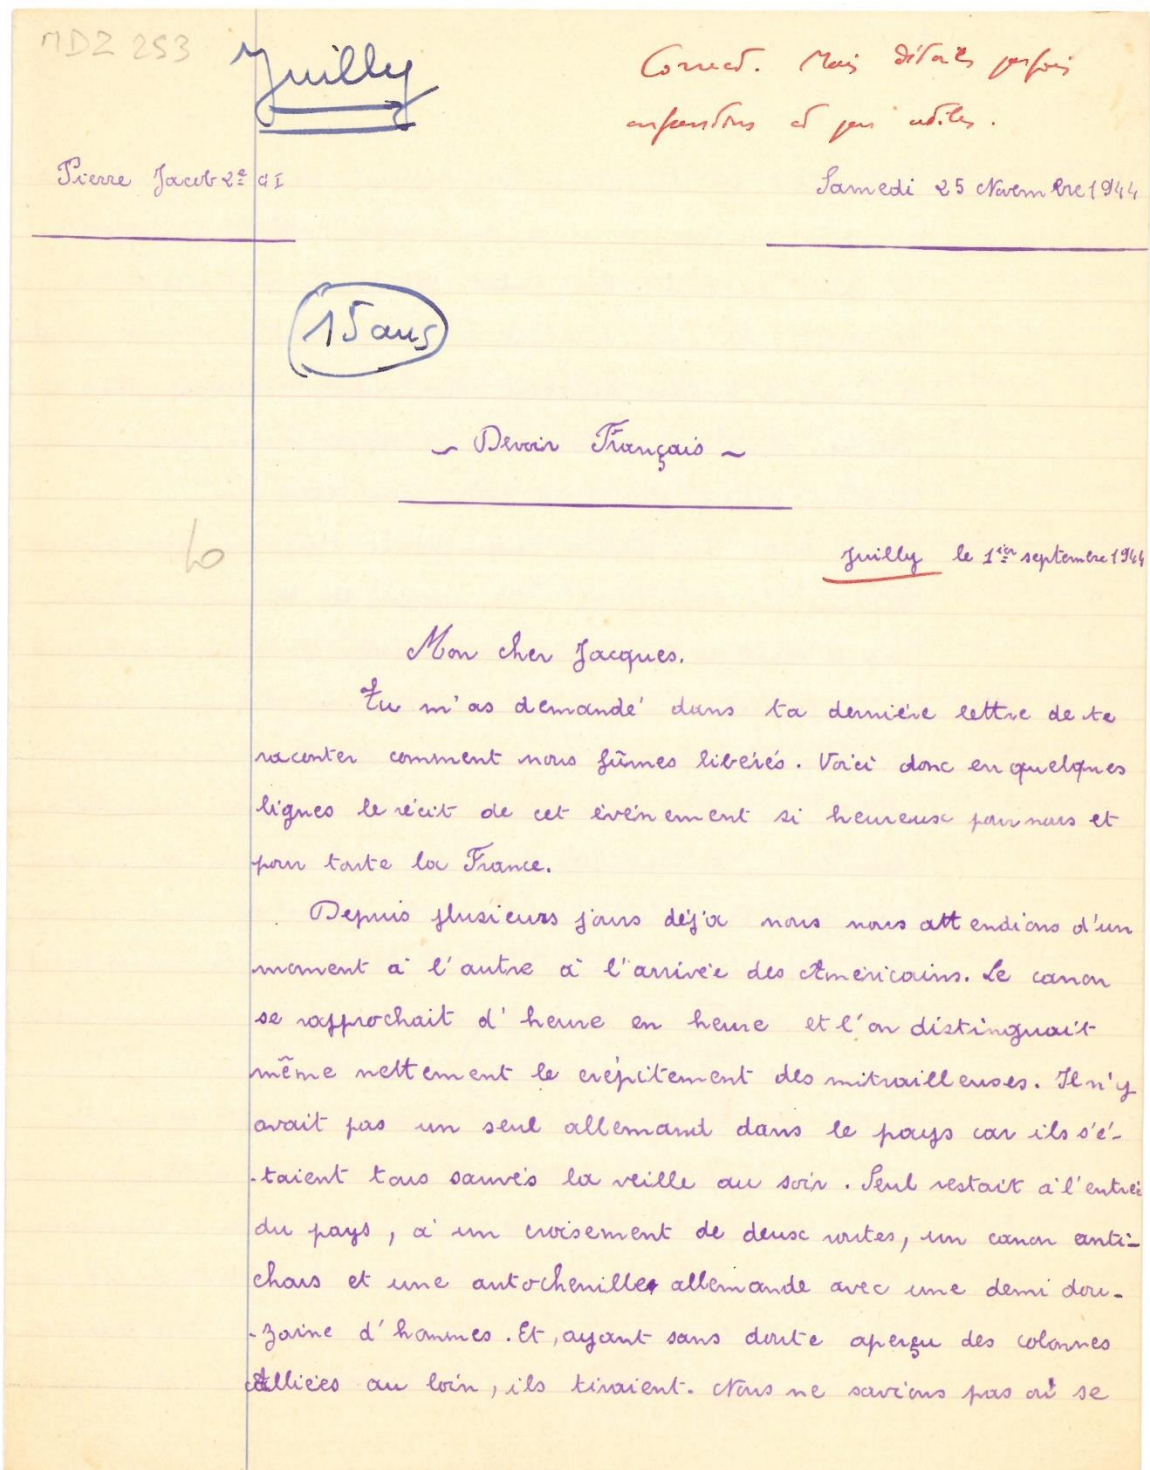 MDZ 253
Juilly
Correct. Mais détails parfois
enfantins et peu utiles.
Pierre Jacob 2e
Samedi 25 Novembre 1944
15 ans
~ Devoir Français ~
Juilly le 1ier septembre 1944
Mon cher Jacques.
Tu m'as demandé dans ta dernière lettre de te
raconter comment nous fûmes libérés. Voici donc en quelques
lignes le récit de cet évènement si heureux pour nous et
pour toute la France.
Depuis plusieurs jours déjà nous nous attendions d'un
moment à l'autre à l'arrivée des Américains. Le canon
se rapprochait d'heure en heure et l'on distinguait
même nettement le crépitement des mitrailleuses. Il n'y
avait pas un seul allemand dans le pays car ils s'é-
-taient tous sauvés la veille au soir. Seul restait à l'entrée
du pays, à un croisement de deux routes, un canon anti-
chars et une autochenille allemande avec une demi dou-
-zaine d'hommes. Et, ayant sans doute aperçu des colonnes
Alliées au loin, ils tiraient. Nous ne savions pas où se